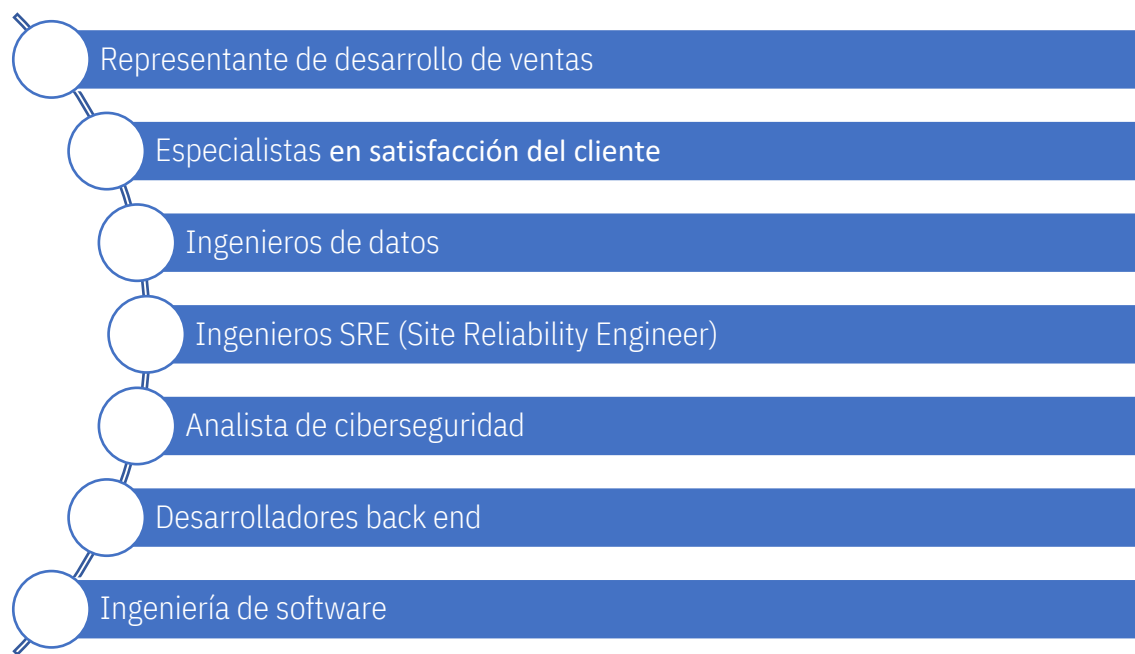 Representante de desarrollo de ventas
Especialistas en satisfacción del cliente
Ingenieros de datos
Ingenieros SRE (Site Reliability Engineer)
Analista de ciberseguridad
Desarrolladores back end
Ingeniería de software